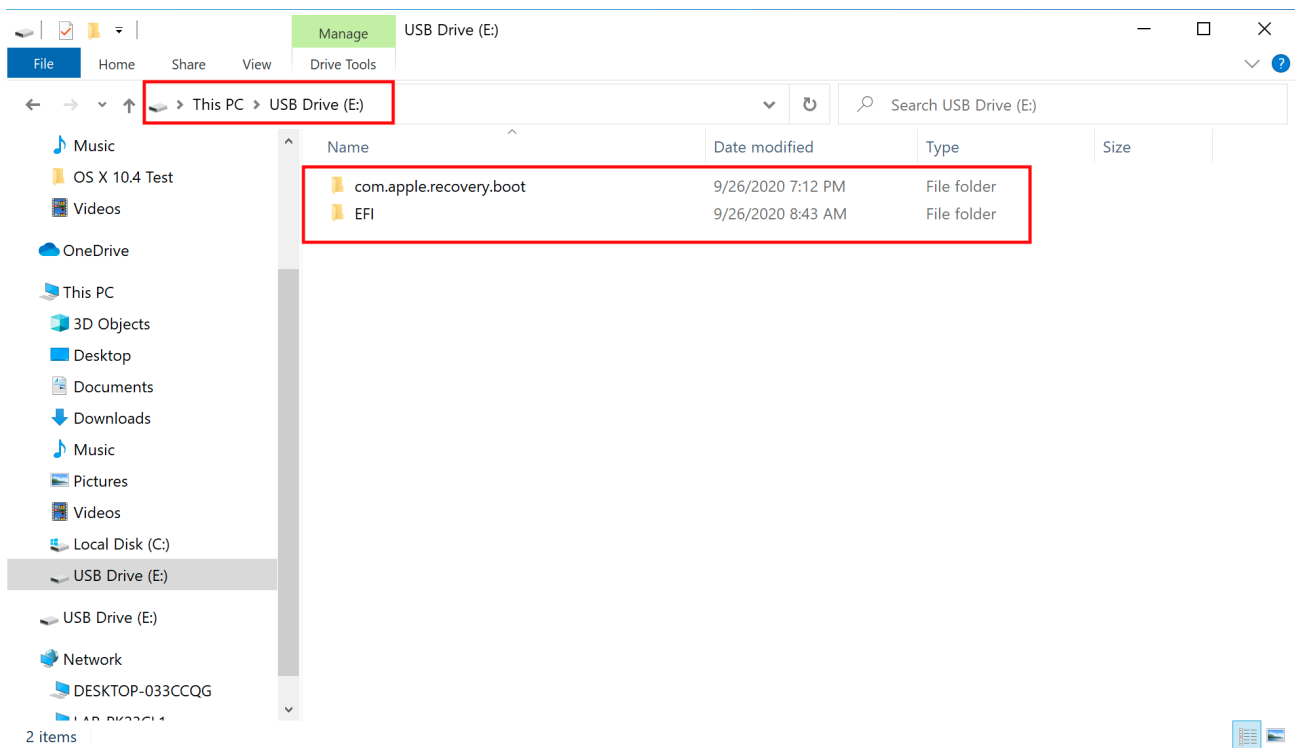 Manage USB Drive (E:)
File Home Share View Drive Tools
This PC USB Drive (E:) Search USB Drive (E:)
Name Date modified Type Size
com.apple.recovery.boot 9/26/2020 7:12 PM File folder
EFI 9/26/2020 8:43 AM File folder
Music
OS X 10.4 Test
Videos
OneDrive
This PC
3D Objects
Desktop
Documents
Downloads
Music
Pictures
Videos
Local Disk (C:)
USB Drive (E:)
USB Drive (E:)
Network
DESKTOP-033CCQG
2 items